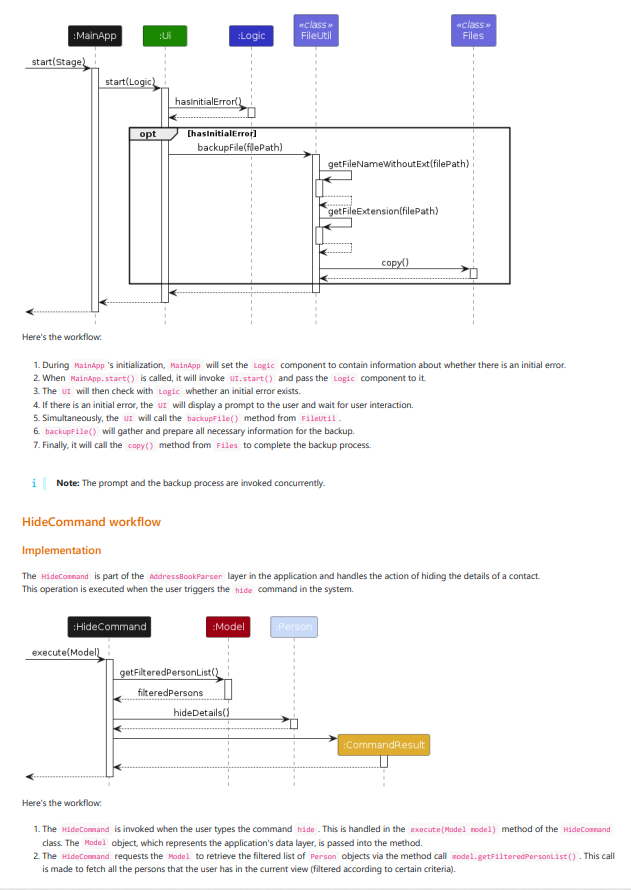 «class»
FileUtil
«class»
Files
:MainApp
:Ui
:Logic
start(Stage)
start(Logic)
hasInitialError()
opt
[hasInitialError]
backupFile(filePath)
getFileNameWithoutExt(filePath)
getFileExtension(filePath)
copy()
Here's the workflow:
1. During MainApp 's initialization, MainApp will set the Logic component to contain information about whether there is an initial error.
2. When MainApp.start() is called, it will invoke UI.start() and pass the Logic component to it.
3. The UI will then check with Logic whether an initial error exists.
4. If there is an initial error, the UI will display a prompt to the user and wait for user interaction.
5. Simultaneously, the UI will call the backupFile() method from FileUtil .
6. backupFile() will gather and prepare all necessary information for the backup.
7. Finally, it will call the copy() method from Files to complete the backup process.
i Note: The prompt and the backup process are invoked concurrently.
HideCommand workflow
Implementation
The HideCommand is part of the AddressBookParser layer in the application and handles the action of hiding the details of a contact.
This operation is executed when the user triggers the hide command in the system.
:HideCommand
:Model
:Person
execute(Model)
getFilteredPersonList()
filteredPersons
hideDetails()
:CommandResult
Here's the workflow:
1. The HideCommand is invoked when the user types the command hide . This is handled in the execute(Model model) method of the HideCommand
class. The Model object, which represents the application's data layer, is passed into the method.
2. The HideCommand requests the Model to retrieve the filtered list of Person objects via the method call model.getFilteredPersonList() . This call
is made to fetch all the persons that the user has in the current view (filtered according to certain criteria).